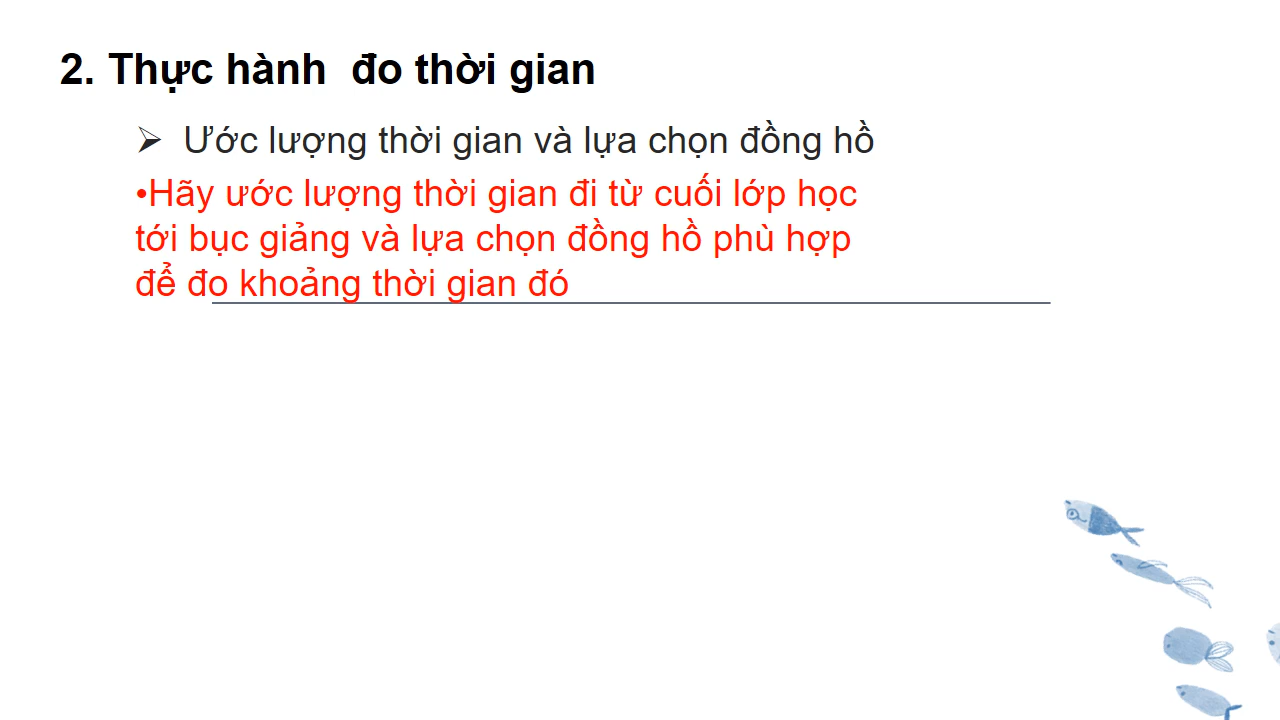 2. Thực hành  đo thời gian
➢ Ước lượng thời gian và lựa chọn đồng hồ
•Hãy ước lượng thời gian đi từ cuối lớp học
tới bục giảng và lựa chọn đồng hồ phù hợp
để đo khoảng thời gian đó